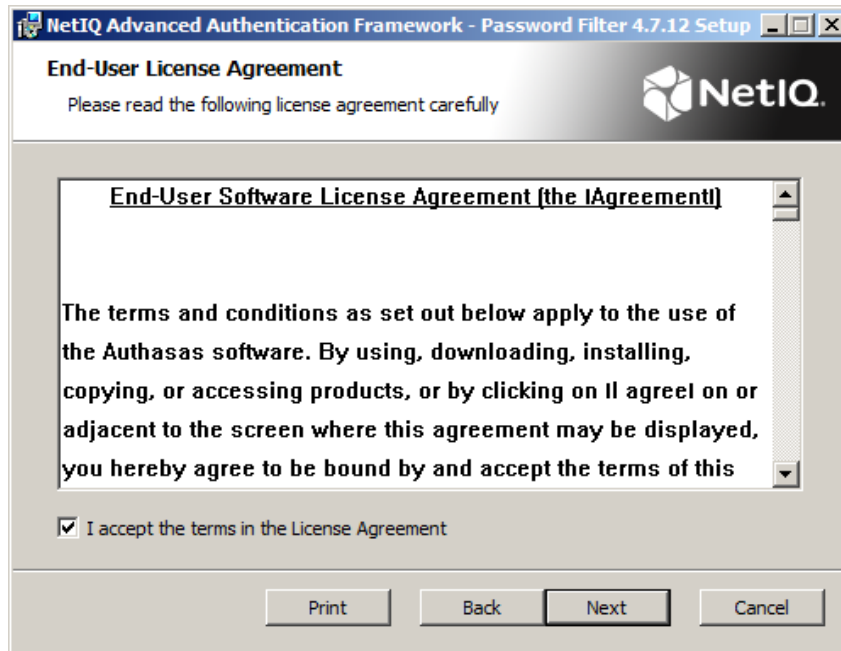 NetIQ Advanced Authentication Framework - Password Filter 4.7.12 Setup
End-User License Agreement
Please read the following license agreement carefully
NetIQ.
End-User Software License Agreement (the IAgreementI)
The terms and conditions as set out below apply to the use of
the Authasas software. By using, downloading, installing,
copying, or accessing products, or by clicking on II agreeI on or
adjacent to the screen where this agreement may be displayed,
you hereby agree to be bound by and accept the terms of this
I accept the terms in the License Agreement
Print
Back
Next
Cancel